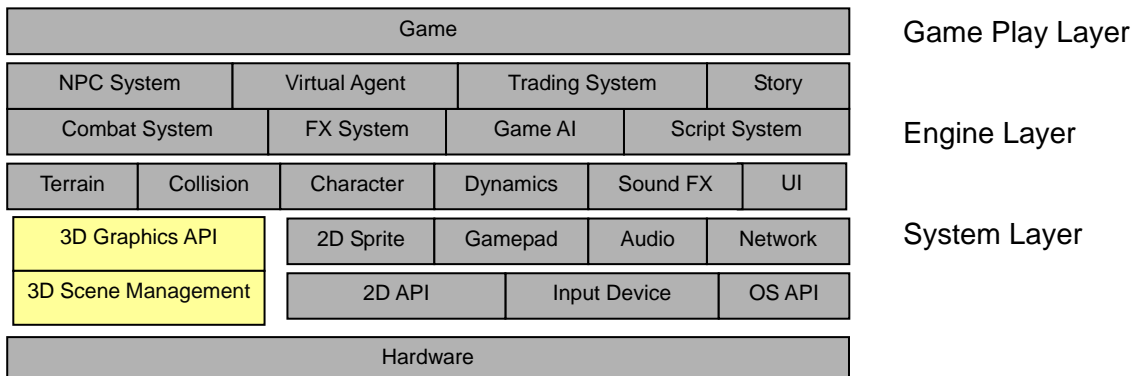 Game
Game Play Layer
NPC System
Virtual Agent
Trading System
Story
Combat System
FX System
Game AI
Script System
Engine Layer
Terrain
Collision
Character
Dynamics
Sound FX
UI
3D Graphics API
2D Sprite
Gamepad
Audio
Network
System Layer
3D Scene Management
2D API
Input Device
OS API
Hardware